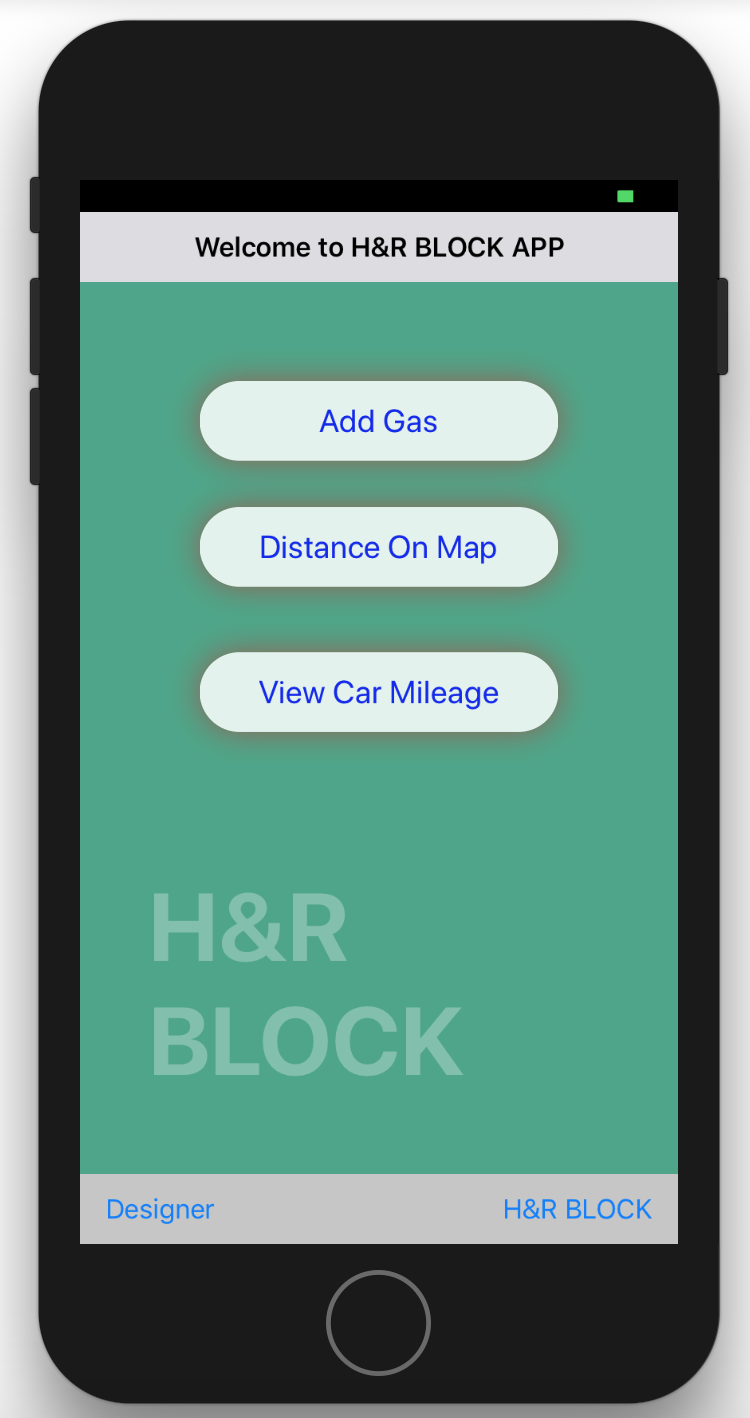 Welcome to H&R BLOCK APP
Add Gas
Distance On Map
View Car Mileage
H&R
BLOCK
Designer
H&R BLOCK